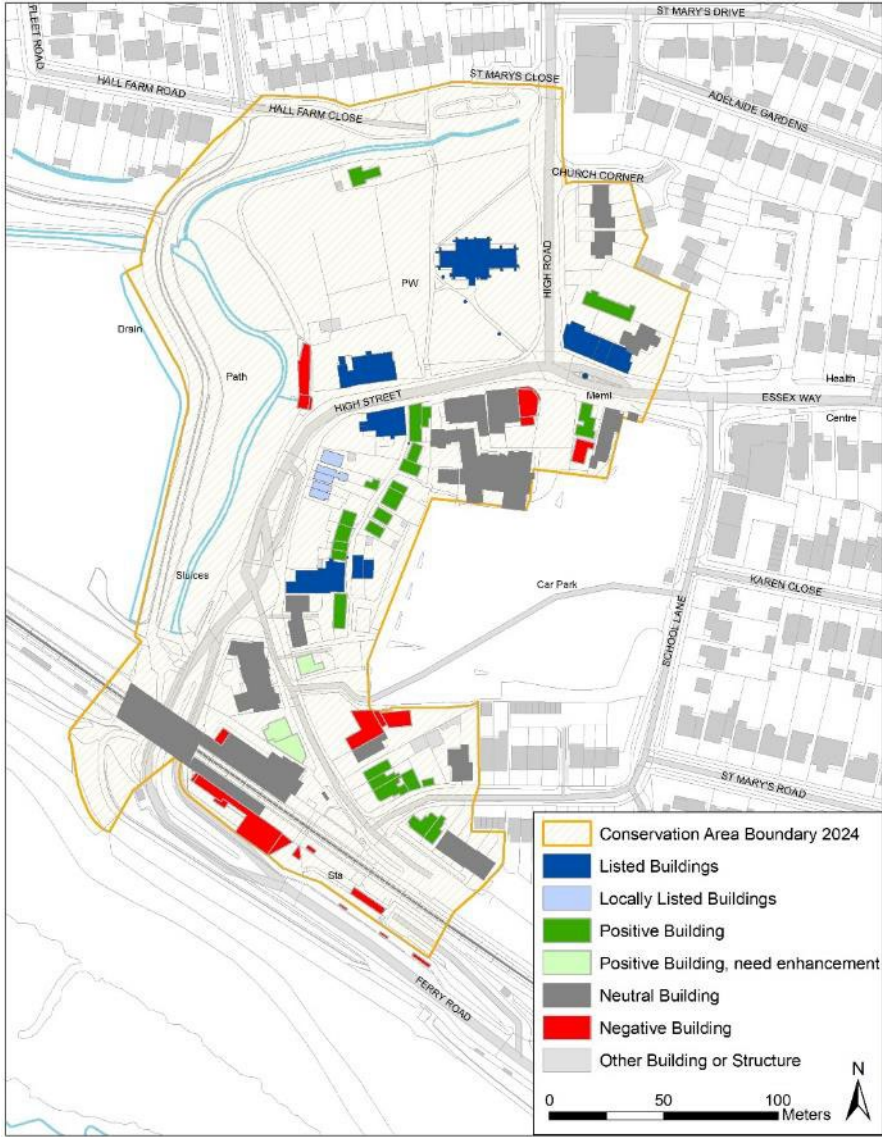 ST MARY'S DRIVE
FLEET ROAD
HALL FARM ROAD
ST MARYS CLOSE
ADELAIDE GARDENS
HALL FARM CLOSE
CHURCH CORNER
HIGH ROAD
PW
Drain
Path
Health
HIGH STREET
Meml
ESSEX WAY
Centre
Sluices
Car Park
KAREN CLOSE
SCHOOL LANE
ST MARY'S ROAD
Sta
FERRY ROAD
Conservation Area Boundary 2024
Listed Buildings
Locally Listed Buildings
Positive Building
Positive Building, need enhancement
Neutral Building
Negative Building
Other Building or Structure
N
0 50 100
Meters